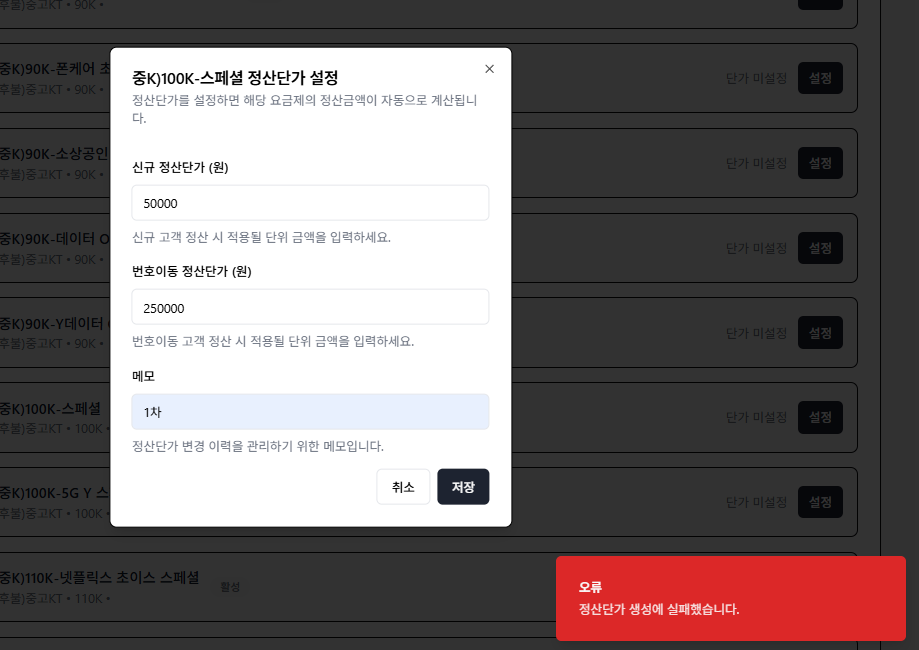 후불)중고KT • 90K •
중K)100K-스페셜 정산단가 설정
정산단가를 설정하면 해당 요금제의 정산금액이 자동으로 계산됩니
다.
중K)90K-폰케어 초
후불)중고KT • 90K •
단가 미설정
설정
신규 정산단가 (원)
50000
신규 고객 정산 시 적용될 단위 금액을 입력하세요.
중K)90K-소상공인
후불)중고KT • 90K •
단가 미설정
설정
번호이동 정산단가 (원)
250000
번호이동 고객 정산 시 적용될 단위 금액을 입력하세요.
중K)90K-데이터 O
후불)중고KT • 90K •
단가 미설정
설정
메모
1차
정산단가 변경 이력을 관리하기 위한 메모입니다.
취소
저장
중K)90K-Y데이터
후불)중고KT • 90K •
단가 미설정
설정
중K)100K-스페셜
후불)중고KT • 100K •
단가 미설정
설정
중K)100K-5G Y 스
후불)중고KT • 100K •
단가 미설정
설정
중K)110K-넷플릭스 초이스 스페셜
활성
후불)중고KT • 110K •
오류
정산단가 생성에 실패했습니다.